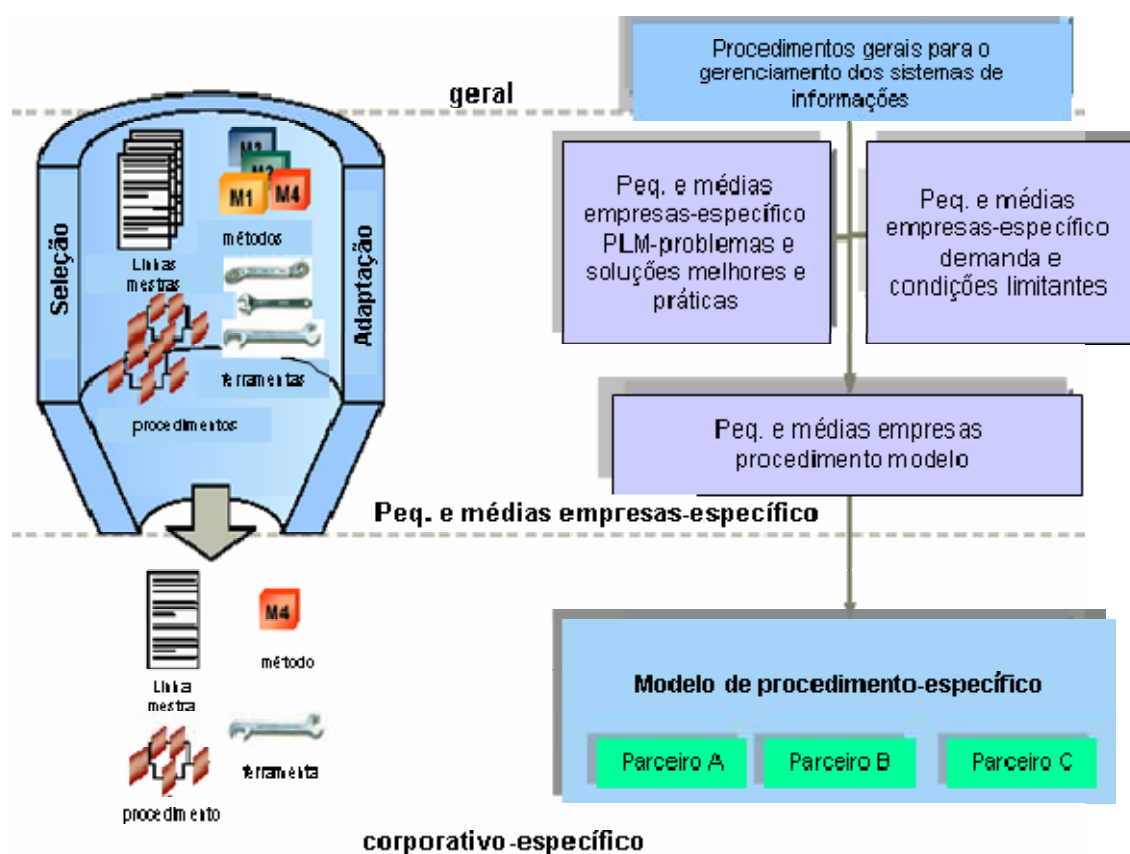 Procedimentos gerais para o
gerenciamento dos sistemas de
informações
geral
Seleção
Adaptação
M2
M3
M1
M4
métodos
Linhas
mestras
ferramentas
procedimentos
Peq. e médias
empresas-específico
PLM-problemas e
soluções melhores e
práticas
Peq. e médias
empresas-específico
demanda e
condições limitantes
Peq. e médias empresas
procedimento modelo
Peq. e médias empresas-específico
M4
método
Linha
mestra
ferramenta
procedimento
Modelo de procedimento-específico
Parceiro A
Parceiro B
Parceiro C
corporativo-específico